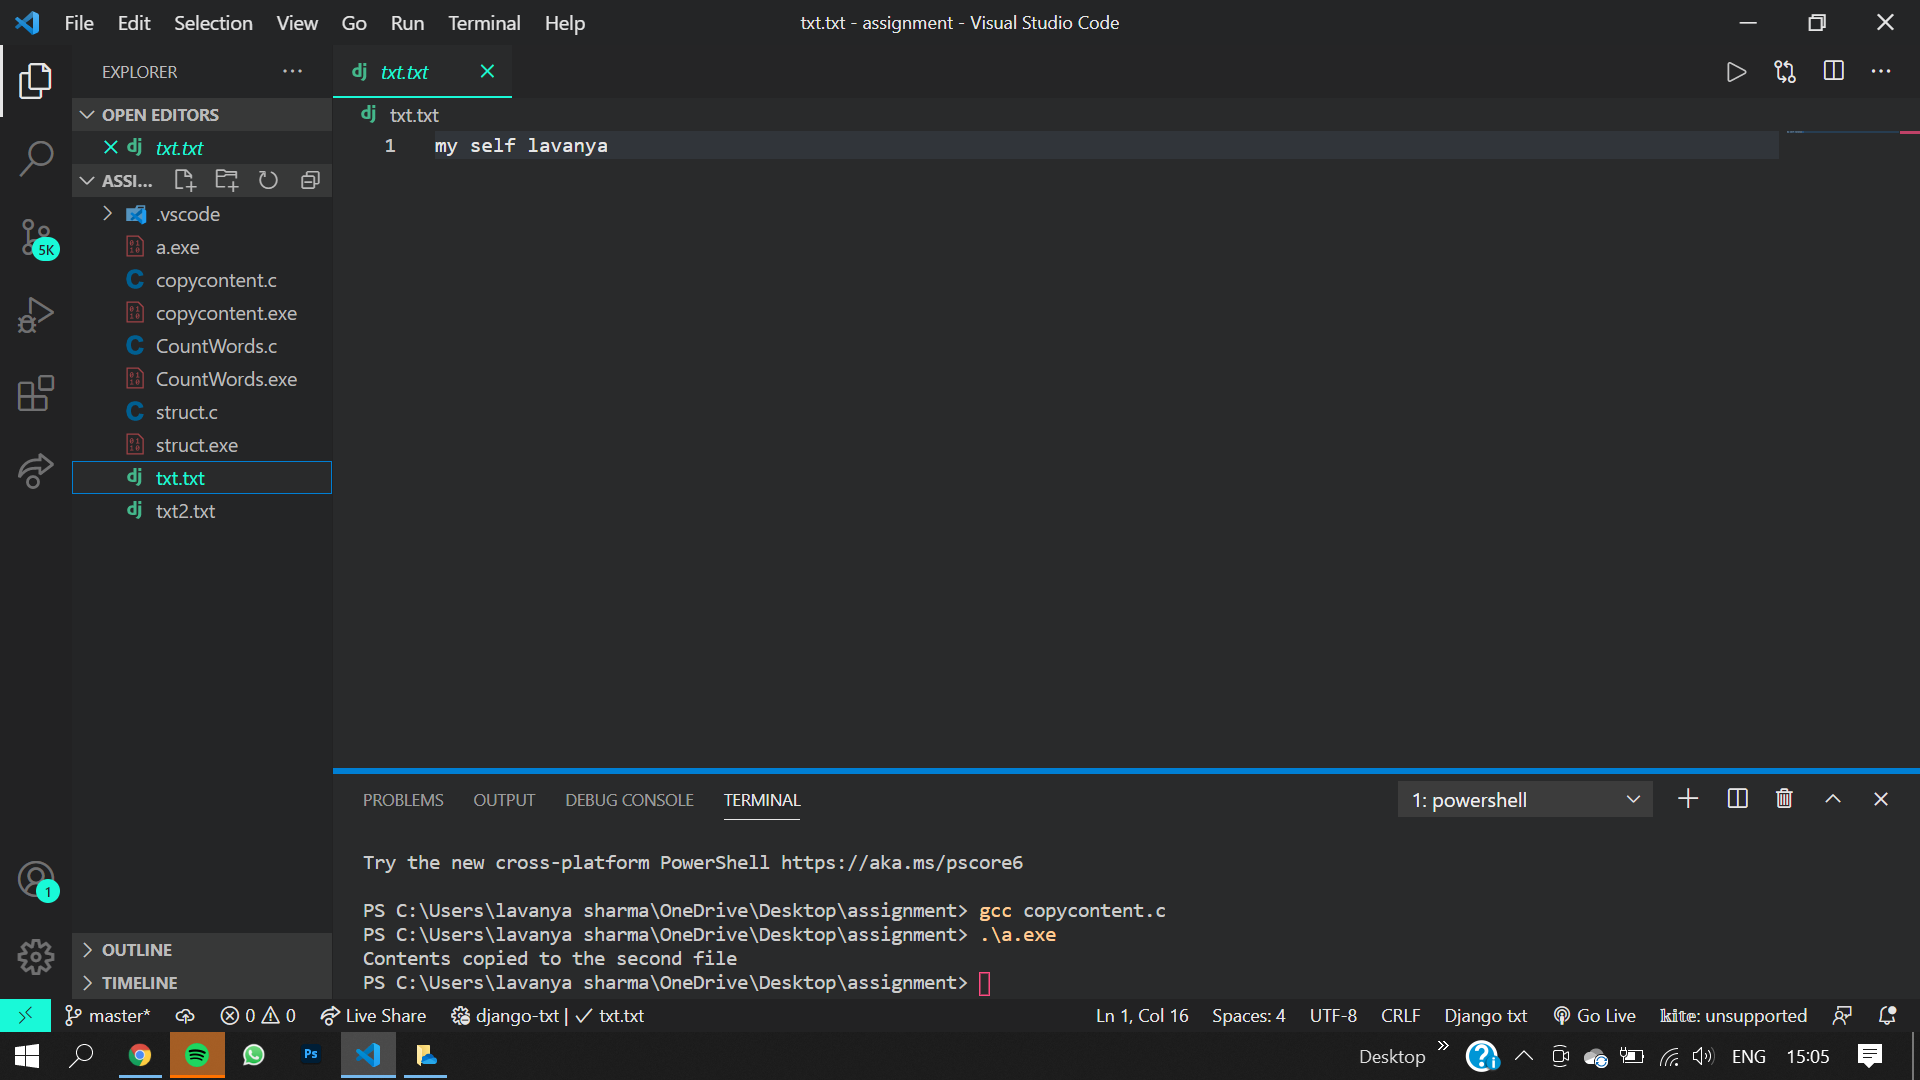 File Edit Selection View Go Run Terminal Help
txt.txt - assignment - Visual Studio Code
EXPLORER
OPEN EDITORS
dj txt.txt
ASSI...
.vscode
a.exe
C copycontent.c
copycontent.exe
C CountWords.c
CountWords.exe
C struct.c
struct.exe
dj txt.txt
dj txt2.txt
OUTLINE
TIMELINE
5K
1
dj txt.txt
dj txt.txt
1 my self lavanya
PROBLEMS OUTPUT DEBUG CONSOLE TERMINAL
1: powershell
Try the new cross-platform PowerShell https://aka.ms/pscore6
PS C:\Users\lavanya sharma\OneDrive\Desktop\assignment> gcc copycontent.c
PS C:\Users\lavanya sharma\OneDrive\Desktop\assignment> .\a.exe
Contents copied to the second file
PS C:\Users\lavanya sharma\OneDrive\Desktop\assignment>
master* 0 0 Live Share django-txt | ✓ txt.txt Ln 1, Col 16 Spaces: 4 UTF-8 CRLF Django txt Go Live kite: unsupported
Ps Desktop » ? ENG 15:05